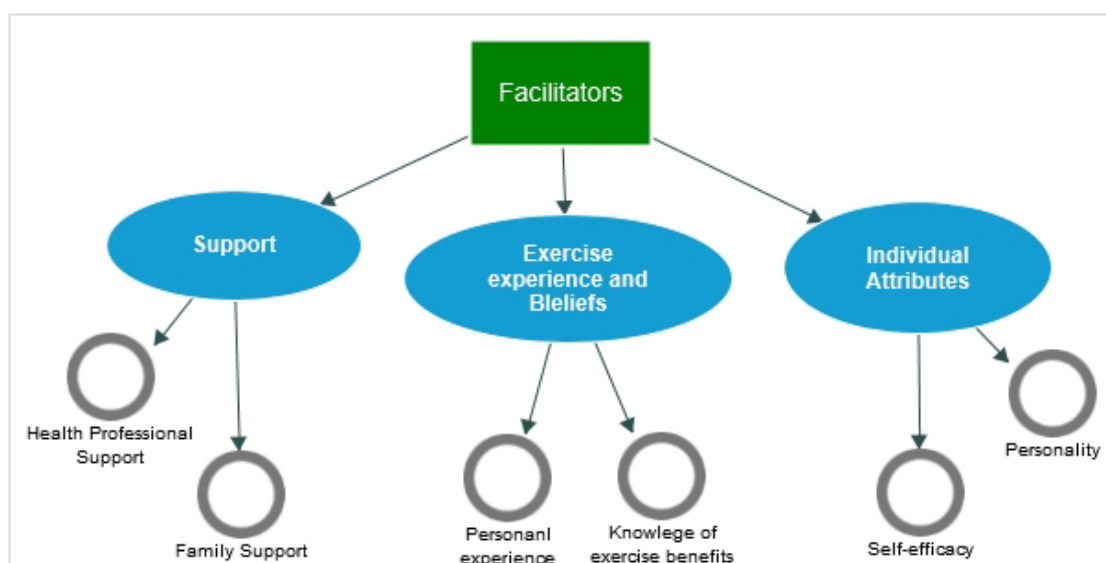 Facilitators
Support
Exercise
experience and
Bleliefs
Individual
Attributes
Health Professional
Support
Family Support
Personanl
experience
Knowlege of
exercise benefits
Self-efficacy
Personality